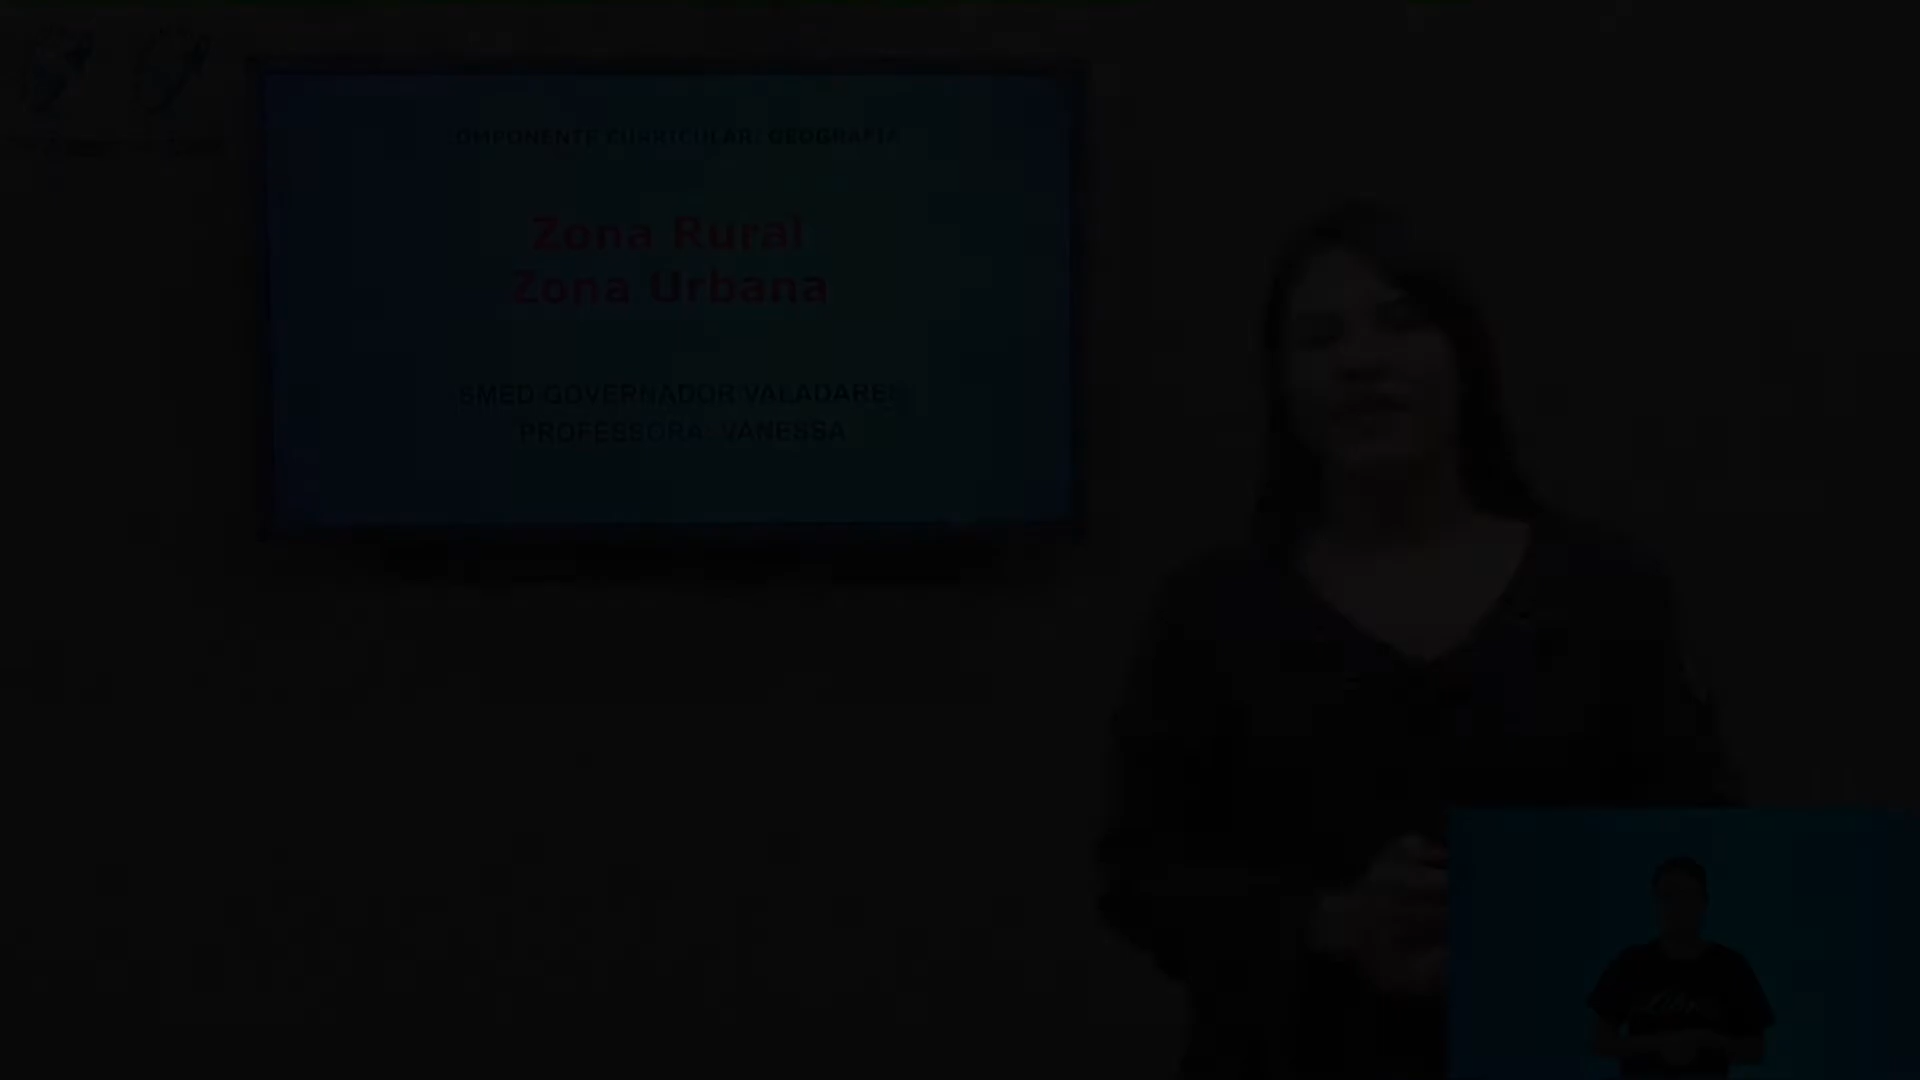 COMPONENTE CURRICULAR: GEOGRAFIA
Zona Rural
Zona Urbana
SMED GOVERNADOR VALADARES
PROFESSORA: VANESSA